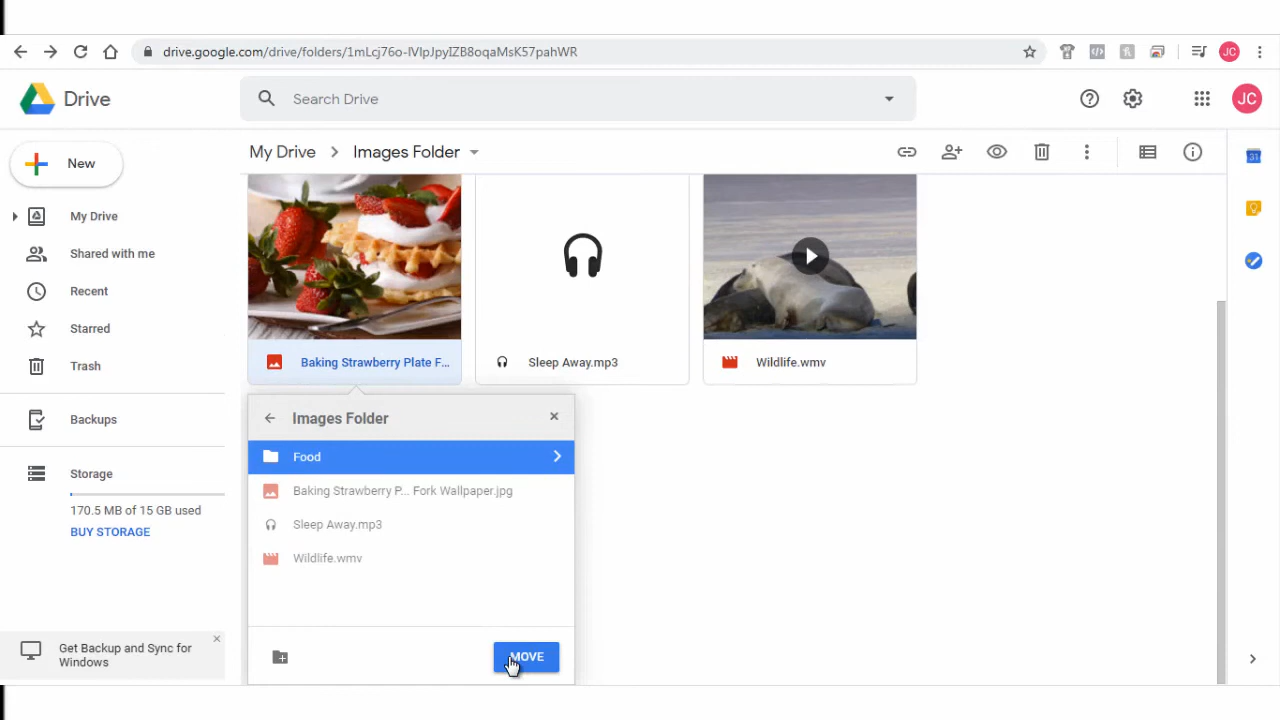 drive.google.com/drive/folders/1mLcj76o-lVlpJpyIZB8oqaMsK57pahWR
JC
Drive
Search Drive
JC
New
My Drive
Images Folder
My Drive
Shared with me
Recent
Starred
Trash
Backups
Storage
170.5 MB of 15 GB used
BUY STORAGE
Get Backup and Sync for
Windows
Baking Strawberry Plate F...
Sleep Away.mp3
Wildlife.wmv
Images Folder
Food
Baking Strawberry P... Fork Wallpaper.jpg
Sleep Away.mp3
Wildlife.wmv
MOVE
31